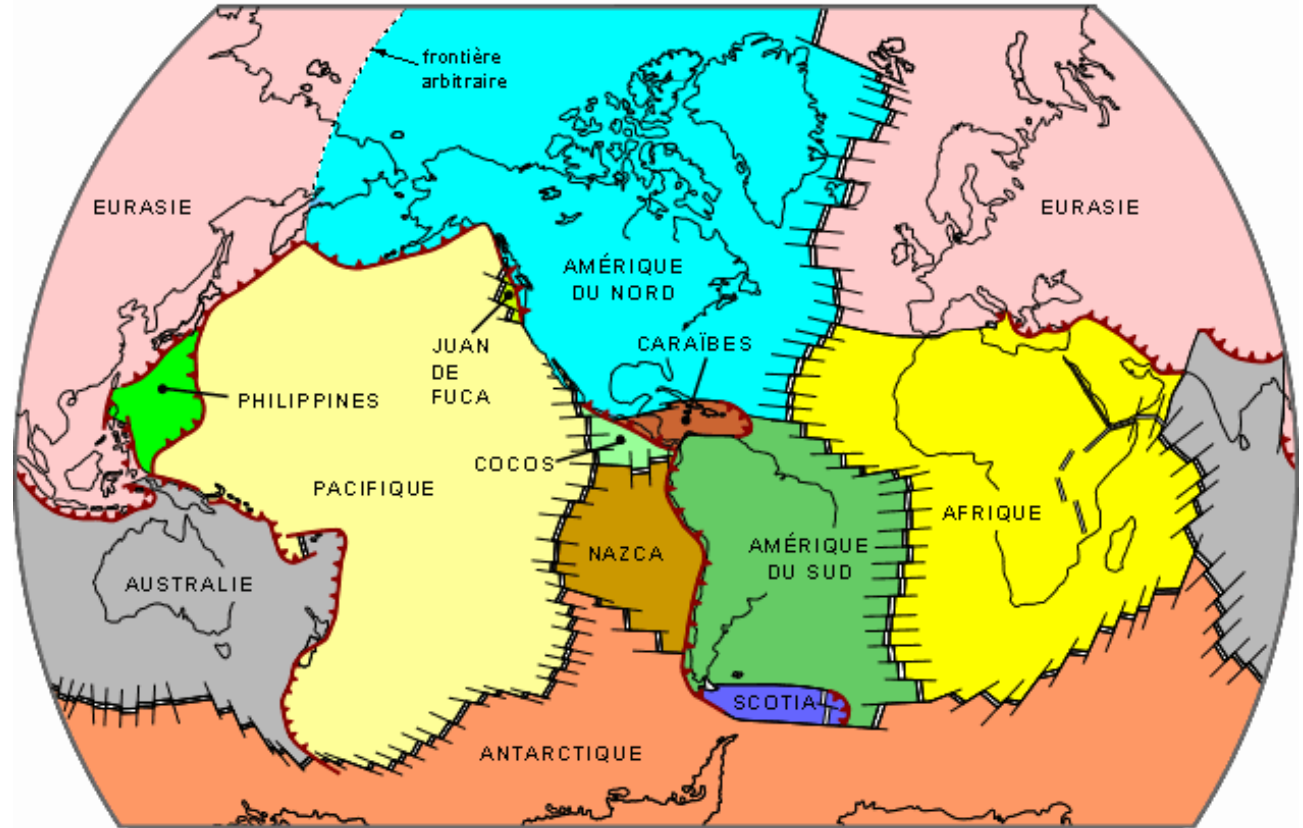 frontière
arbitraire
EURASIE
EURASIE
AMÉRIQUE
DU NORD
JUAN
DE
FUCA
CARAÏBES
PHILIPPINES
COCOS
PACIFIQUE
NAZCA
AMÉRIQUE
DU SUD
AFRIQUE
AUSTRALIE
SCOTIA
ANTARCTIQUE